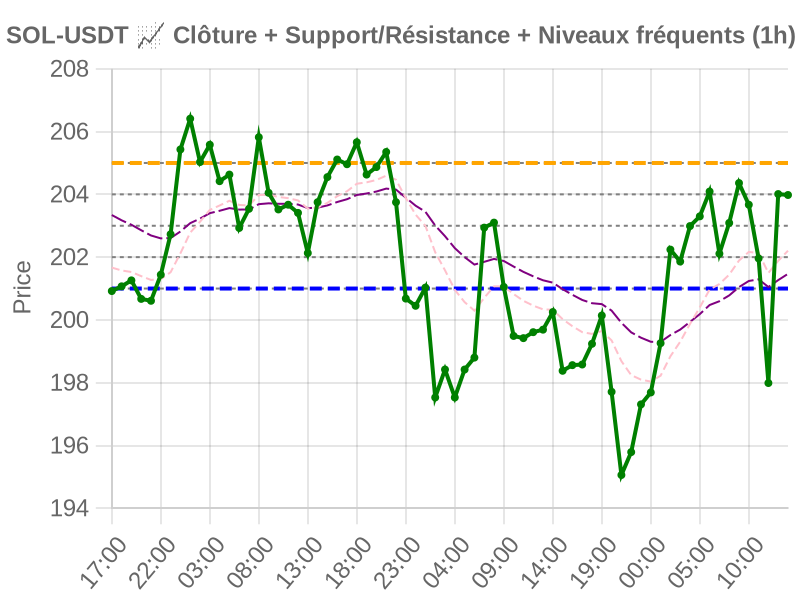 SOL-USDT 📈 Clôture + Support/Résistance + Niveaux fréquents (1h)
208
206
204
202
200
198
196
194
Price
17:00 22:00 03:00 08:00 13:00 18:00 23:00 04:00 09:00 14:00 19:00 00:00 05:00 10:00